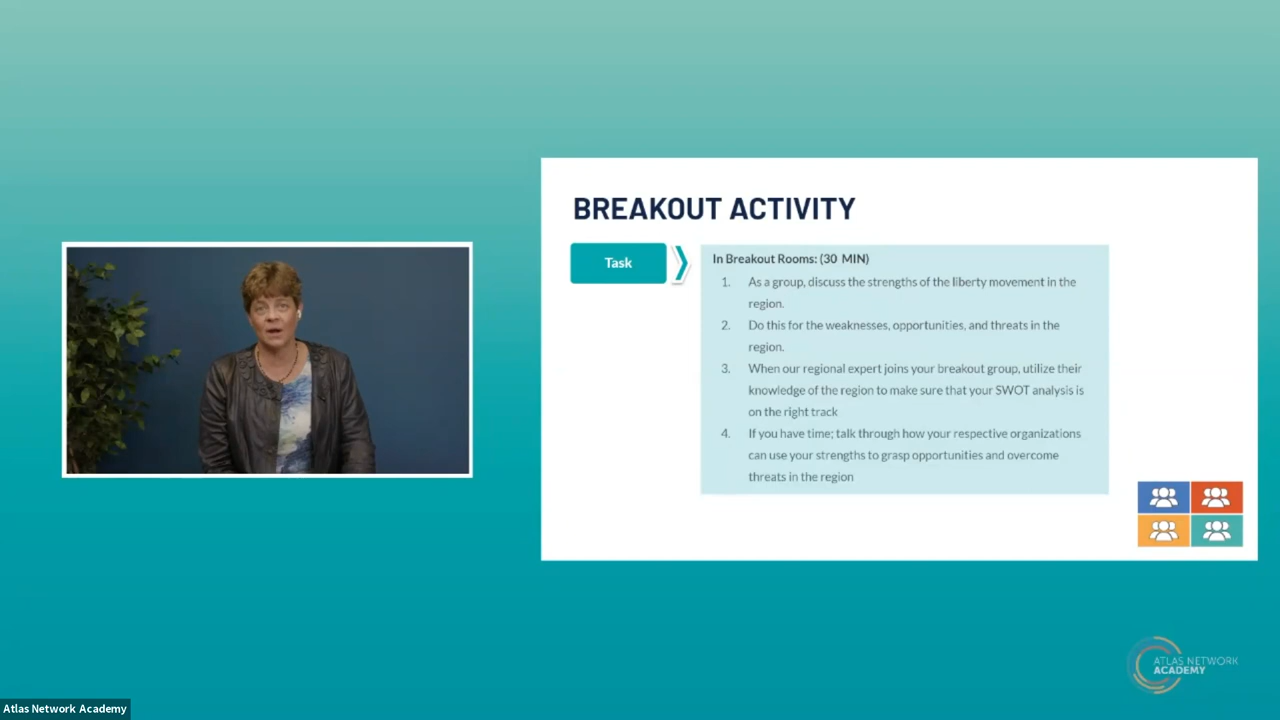 BREAKOUT ACTIVITY
Task
In Breakout Rooms: (30 MIN)
1. As a group, discuss the strengths of the liberty movement in the
region.
2. Do this for the weaknesses, opportunities, and threats in the
region.
3. When our regional expert joins your breakout group, utilize their
knowledge of the region to make sure that your SWOT analysis is
on the right track
4. If you have time; talk through how your respective organizations
can use your strengths to grasp opportunities and overcome
threats in the region
ATLAS NETWORK
ACADEMY
Atlas Network Academy